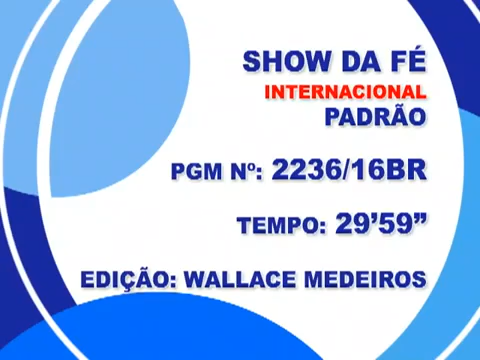 SHOW DA FÉ
INTERNACIONAL
PADRÃO
PGM Nº: 2236/16BR
TEMPO: 29’59”
EDIÇÃO: WALLACE MEDEIROS